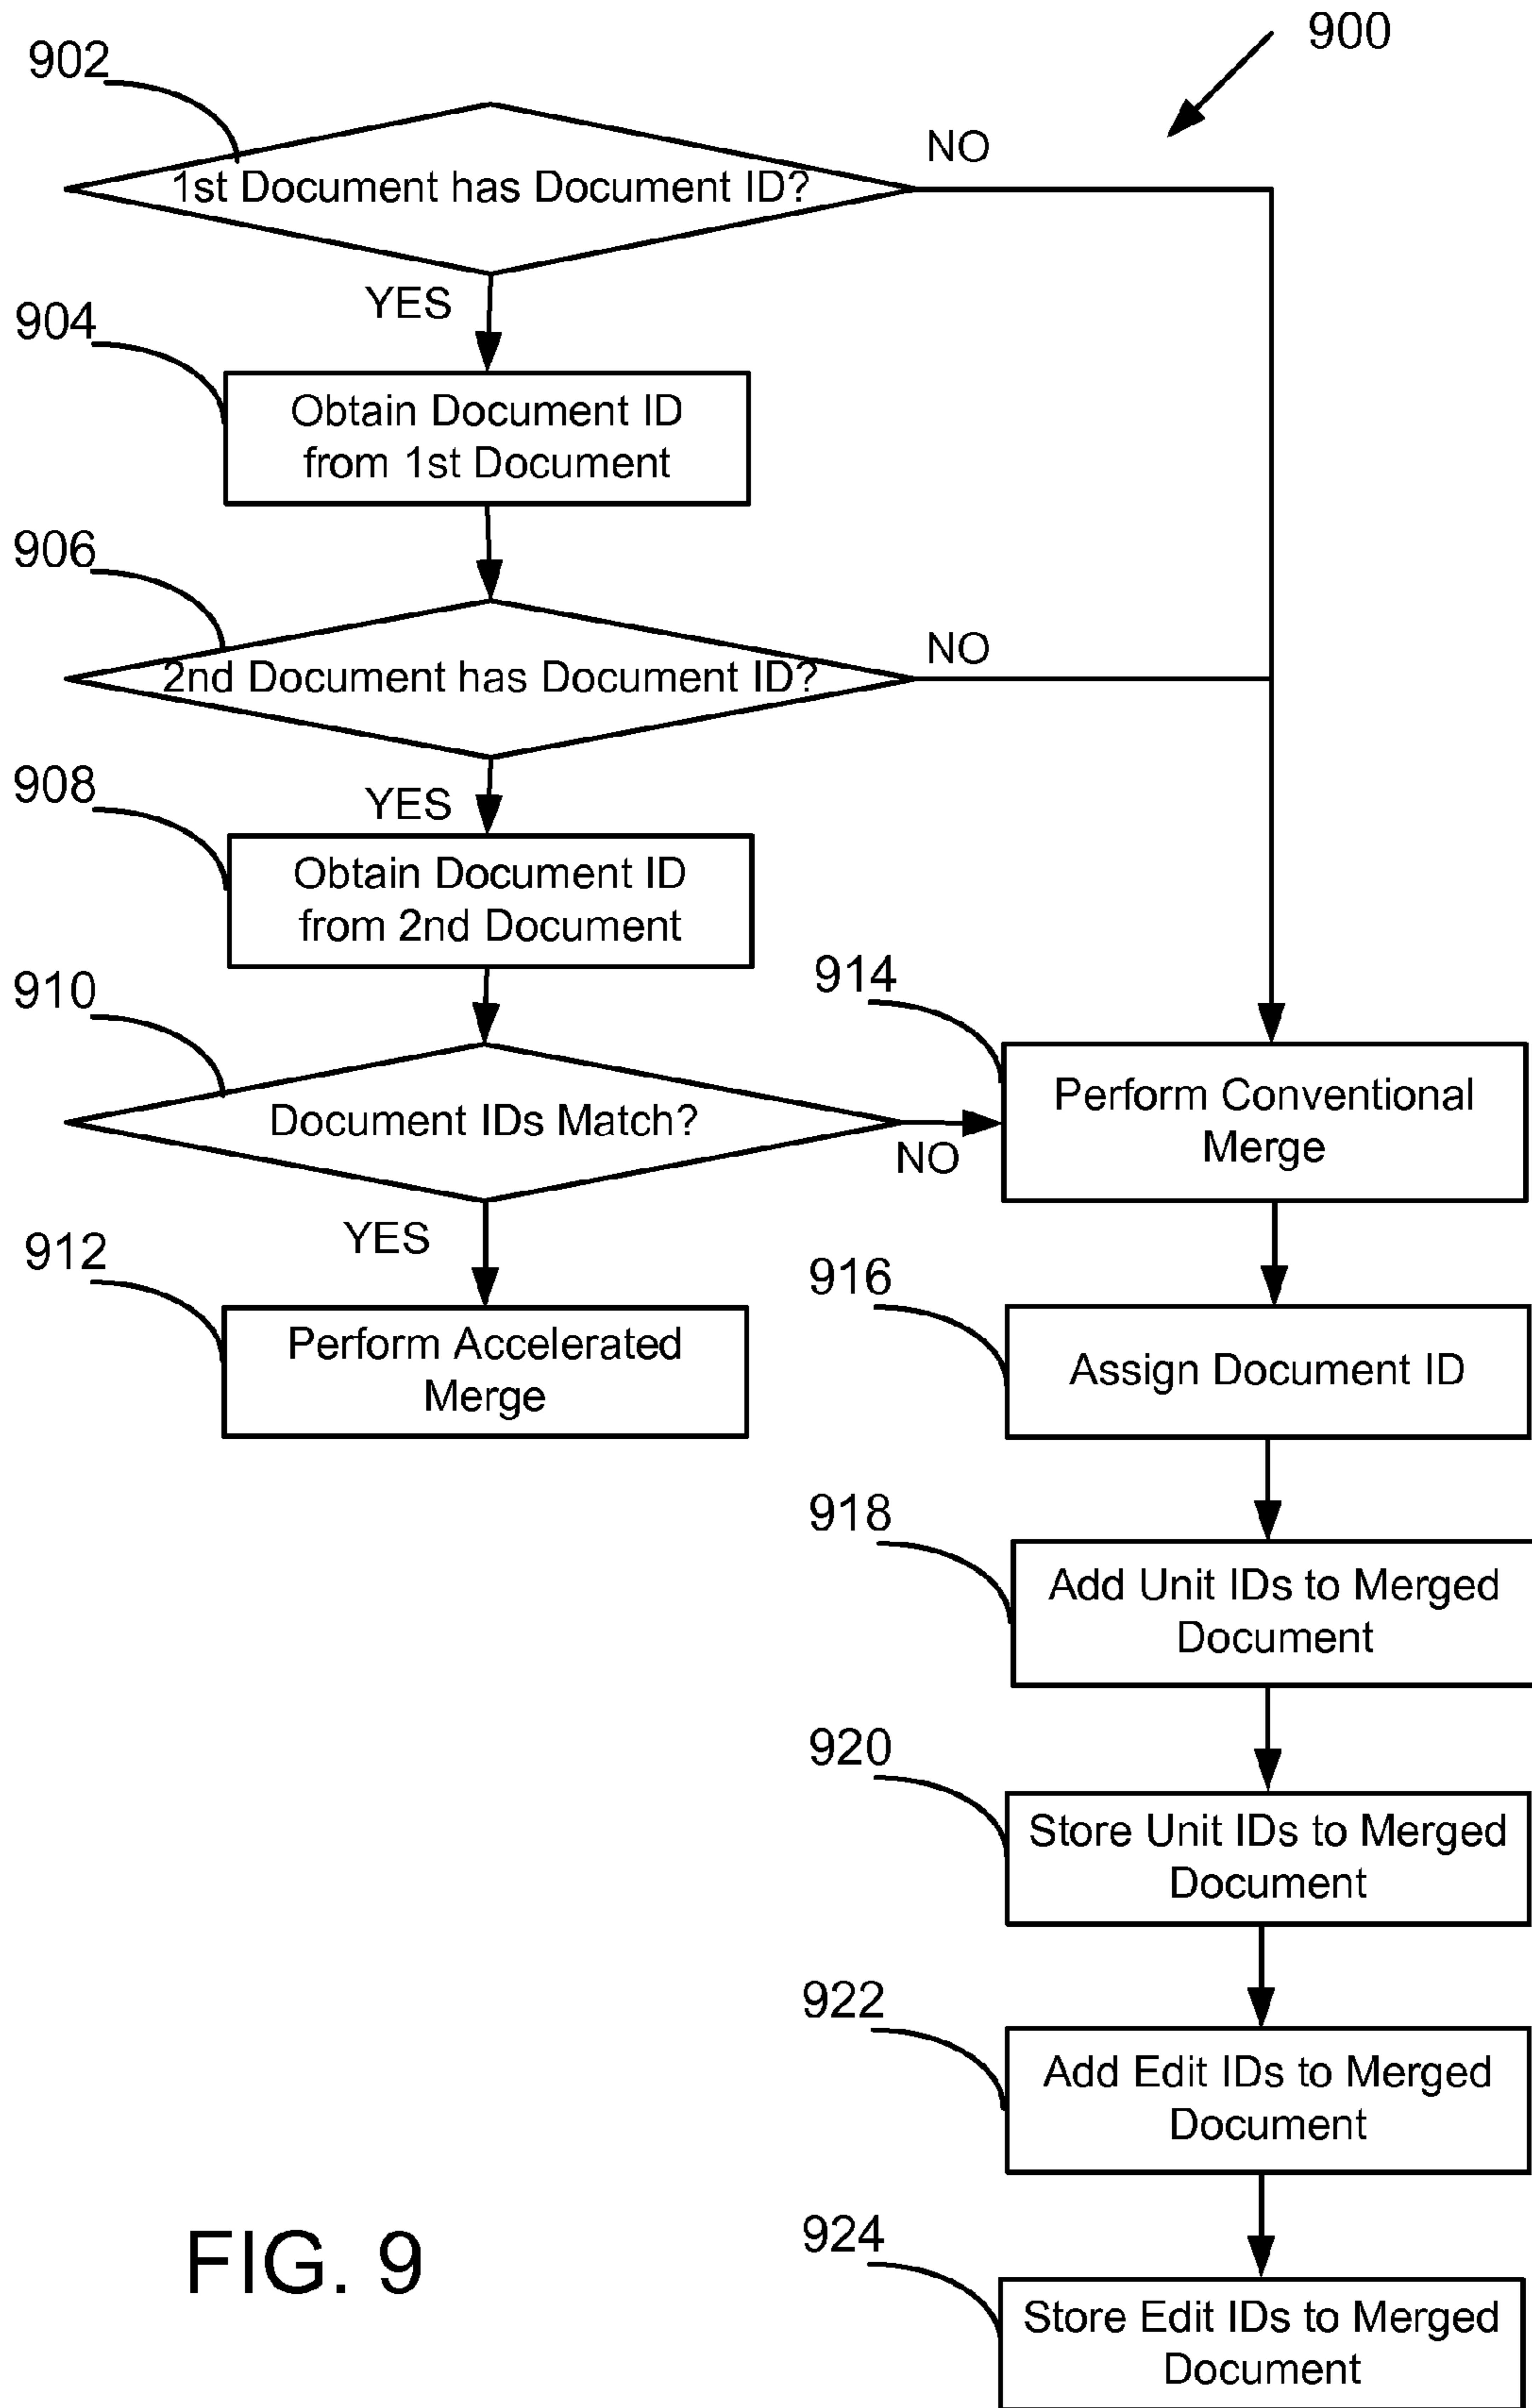 900
902
1st Document has Document ID?
NO
YES
904
Obtain Document ID
from 1st Document
906
2nd Document has Document ID?
NO
YES
908
Obtain Document ID
from 2nd Document
910
Document IDs Match?
NO
YES
912
Perform Accelerated
Merge
914
Perform Conventional
Merge
916
Assign Document ID
918
Add Unit IDs to Merged
Document
920
Store Unit IDs to Merged
Document
922
Add Edit IDs to Merged
Document
924
Store Edit IDs to Merged
Document
FIG. 9